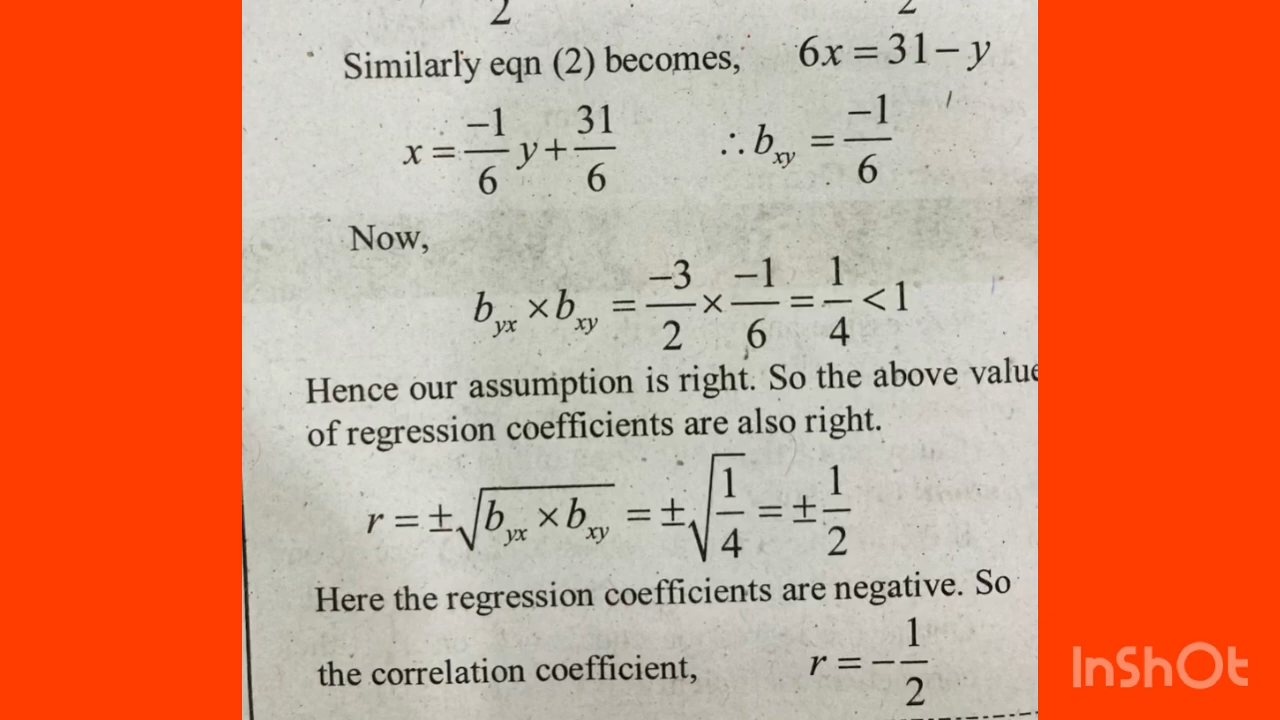 2 2
Similarly eqn (2) becomes, 6x = 31 – y
x = –1/6 y + 31/6 ∴ b_xy = –1/6
Now,
b_yx × b_xy = –3/2 × –1/6 = 1/4 < 1
Hence our assumption is right. So the above value
of regression coefficients are also right.
r = ±√(b_yx × b_xy) = ±√(1/4) = ±1/2
Here the regression coefficients are negative. So
the correlation coefficient, r = –1/2
InShOt